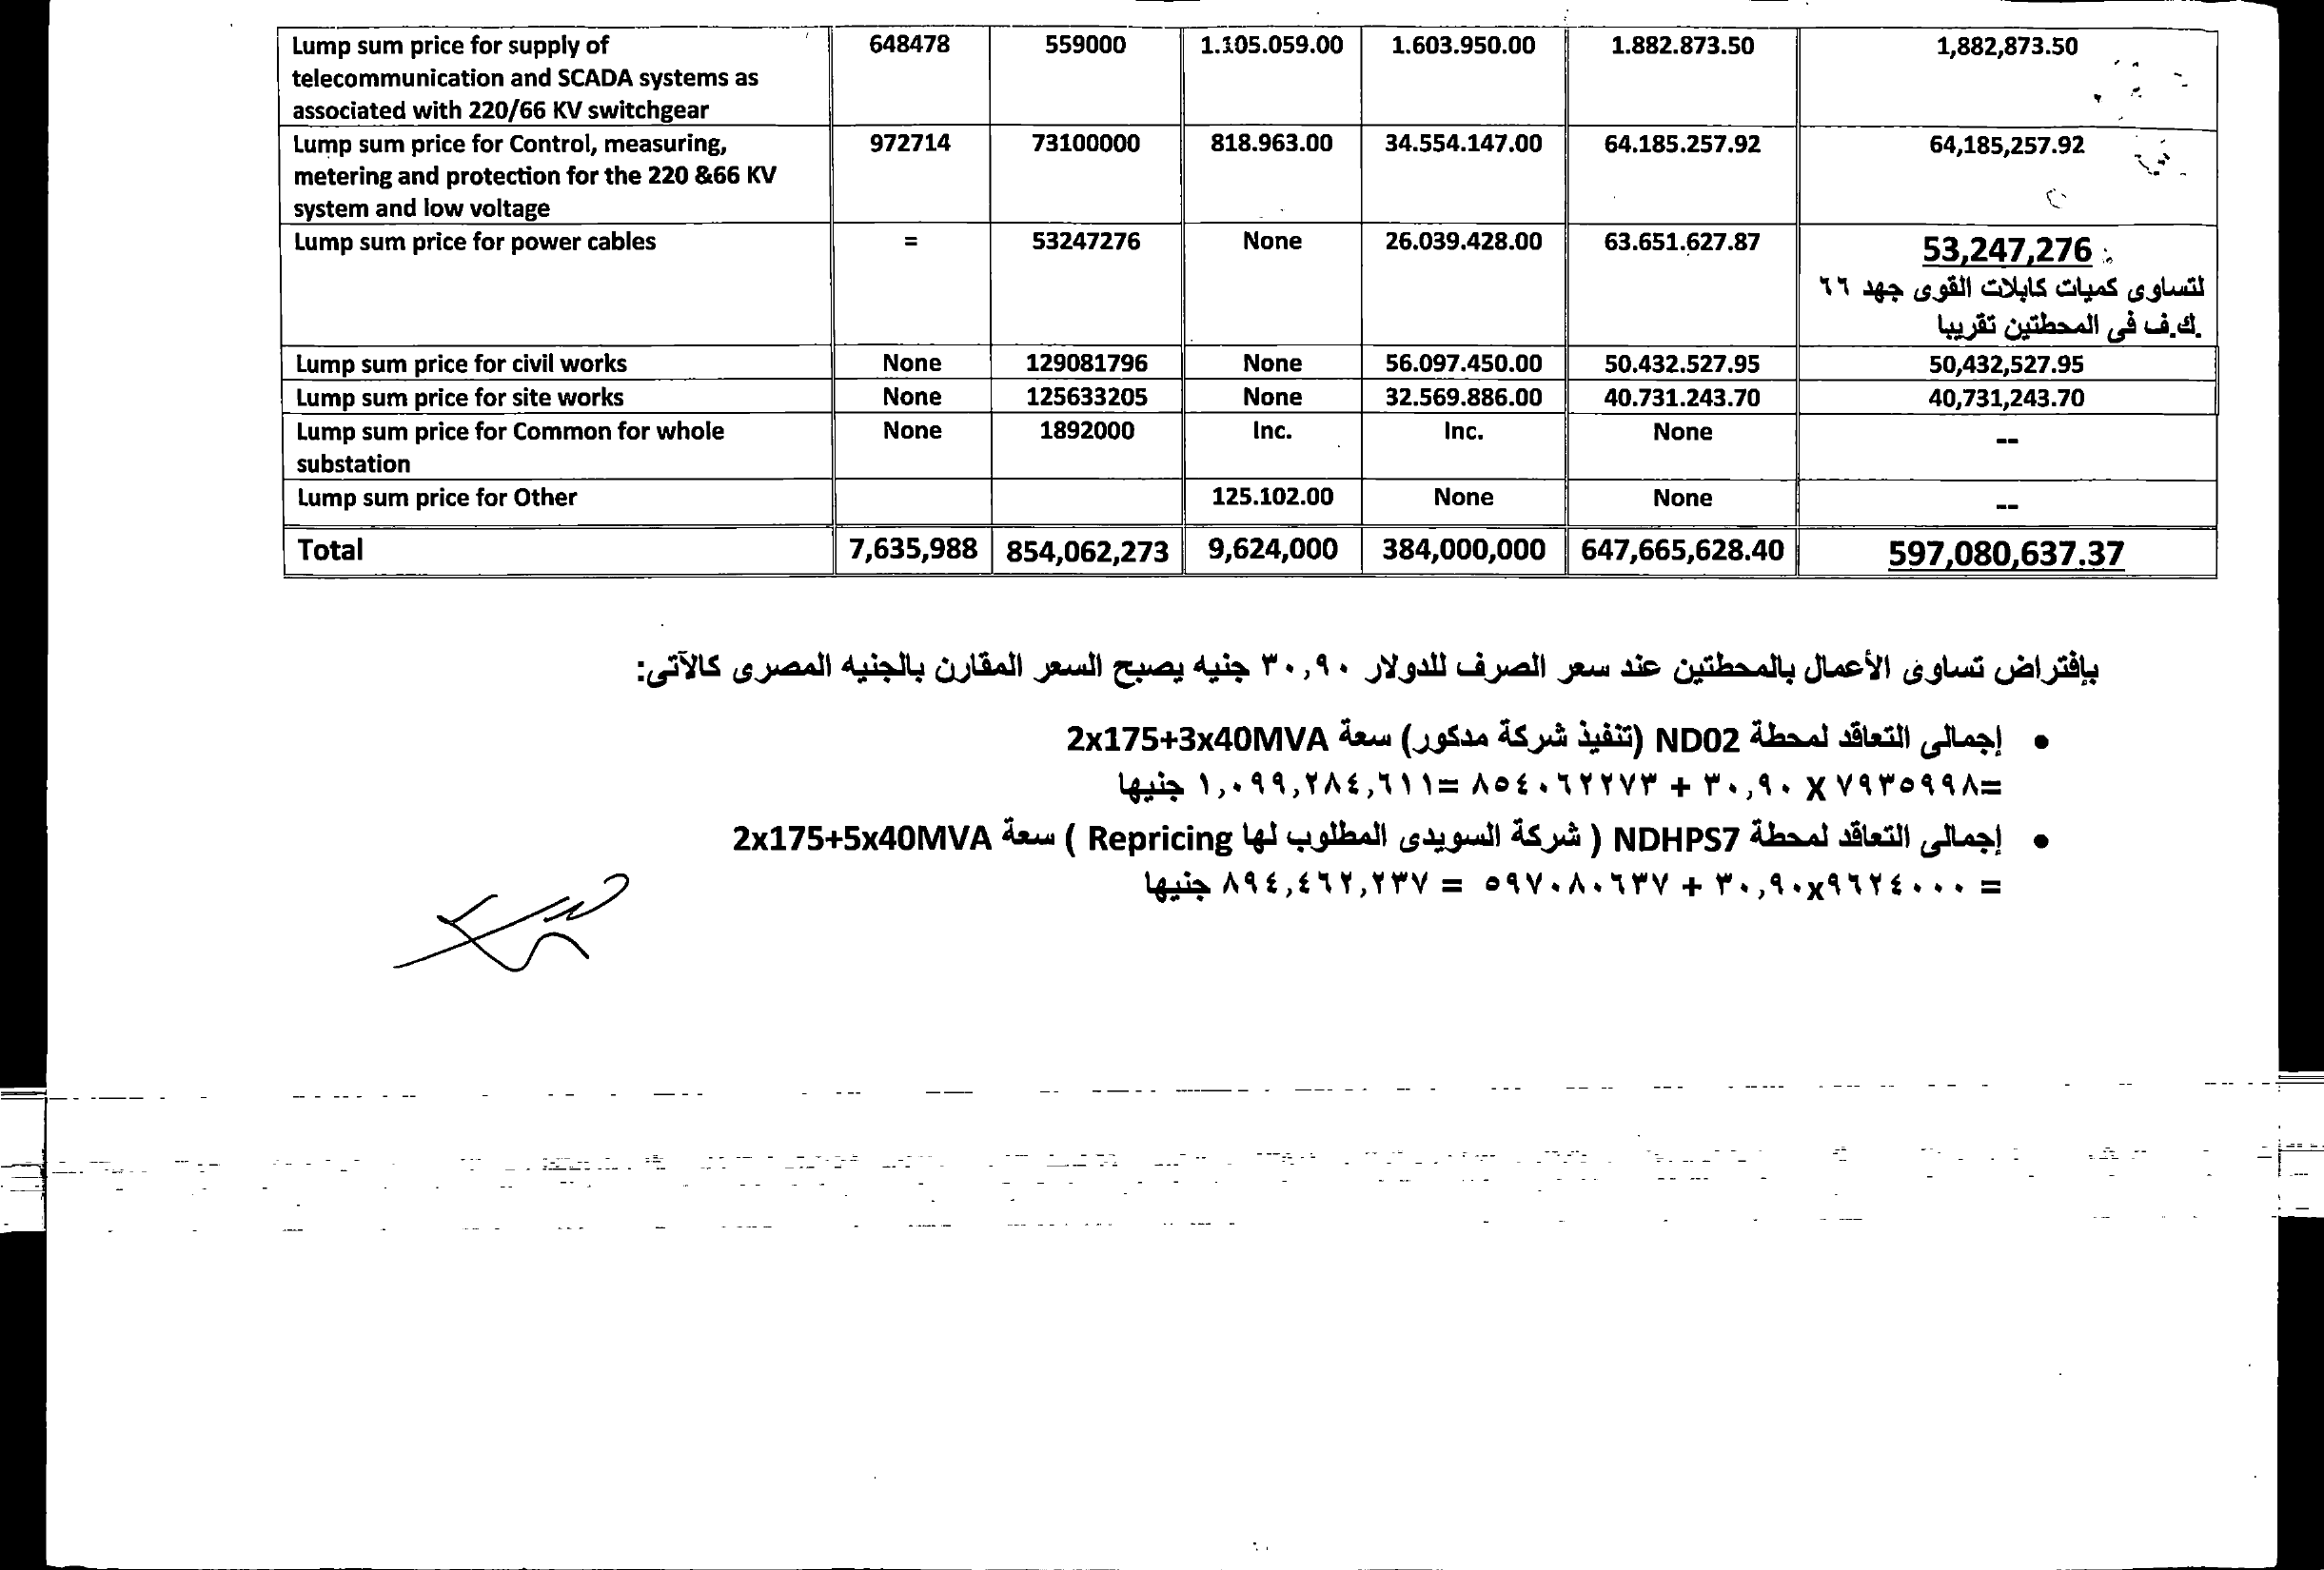 Lump sum price for supply of 648478 559000 1.105.059.00 1.603.950.00 1.882.873.50 1,882,873.50
telecommunication and SCADA systems as
associated with 220/66 KV switchgear
Lump sum price for Control, measuring, 972714 73100000 818.963.00 34.554.147.00 64.185.257.92 64,185,257.92
metering and protection for the 220 &66 KV
system and low voltage
Lump sum price for power cables = 53247276 None 26.039.428.00 63.651.627.87 53,247,276
لتساوى كميات كابلات القوى جهد ٦٦
ك.ف فى المحطتين تقريبا.
Lump sum price for civil works None 129081796 None 56.097.450.00 50.432.527.95 50,432,527.95
Lump sum price for site works None 125633205 None 32.569.886.00 40.731.243.70 40,731,243.70
Lump sum price for Common for whole None 1892000 Inc. Inc. None --
substation
Lump sum price for Other 125.102.00 None None --
Total 7,635,988 854,062,273 9,624,000 384,000,000 647,665,628.40 597,080,637.37
بإفتراض تساوى الأعمال بالمحطتين عند سعر الصرف للدولار ٣٠,٩٠ جنيه يصبح السعر المقارن بالجنيه المصرى كالآتى:
• إجمالى التعاقد لمحطة ND02 (تنفيذ شركة مدكور) سعة 2x175+3x40MVA
=٧٩٣٥٩٩٨ X ٣٠,٩٠ + ٨٥٤٠٦٢٢٧٣ =١,٠٩٩,٢٨٤,٦١١ جنيها
• إجمالى التعاقد لمحطة NDHPS7 ( شركة السويدى المطلوب لها Repricing ) سعة 2x175+5x40MVA
= ٩٦٢٤٠٠٠x٣٠,٩٠ + ٥٩٧٠٨٠٦٣٧ = ٨٩٤,٤٦٢,٢٣٧ جنيها